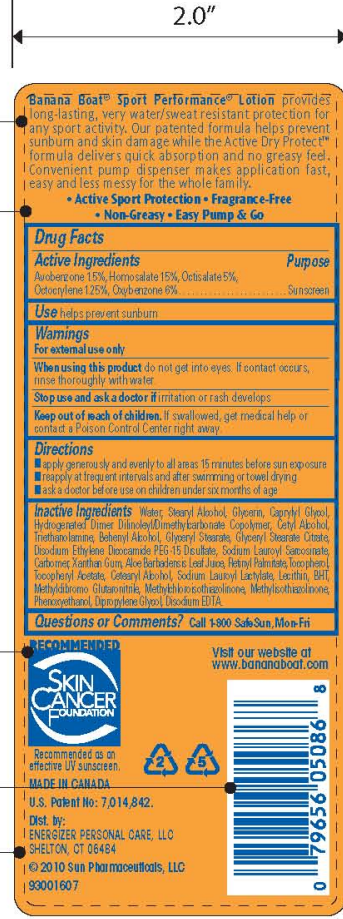 2.0"
Banana Boat® Sport Performance® Lotion provides
long-lasting, very water/sweat resistant protection for
any sport activity. Our patented formula helps prevent
sunburn and skin damage while the Active Dry Protect™
formula delivers quick absorption and no greasy feel.
Convenient pump dispenser makes application fast,
easy and less messy for the whole family.
• Active Sport Protection • Fragrance-Free
• Non-Greasy • Easy Pump & Go
Drug Facts
Active Ingredients Purpose
Avobenzone 1.5%, Homosalate 15%, Octisalate 5%,
Octocrylene 1.25%, Oxybenzone 6%..............................Sunscreen
Use helps prevent sunburn
Warnings
For external use only
When using this product do not get into eyes. If contact occurs,
rinse thoroughly with water.
Stop use and ask a doctor if irritation or rash develops
Keep out of reach of children. If swallowed, get medical help or
contact a Poison Control Center right away.
Directions
■ apply generously and evenly to all areas 15 minutes before sun exposure
■ reapply at frequent intervals and after swimming or towel drying
■ ask a doctor before use on children under six months of age
Inactive Ingredients Water, Stearyl Alcohol, Glycerin, Caprylyl Glycol,
Hydrogenated Dimer Dilinoleyl/Dimethylcarbonate Copolymer, Cetyl Alcohol,
Triethanolamine, Behenyl Alcohol, Glyceryl Stearate, Glyceryl Stearate Citrate,
Disodium Ethylene Dicocamide PEG-15 Disulfate, Sodium Lauroyl Sarcosinate,
Carbomer, Xanthan Gum, Aloe Barbadensis Leaf Juice, Retinyl Palmitate, Tocopherol,
Tocopheryl Acetate, Cetearyl Alcohol, Sodium Lauroyl Lactylate, Lecithin, BHT,
Methyldibromo Glutaronitrile, Methylchloroisothiazolinone, Methylisothiazolinone,
Phenoxyethanol, Dipropylene Glycol, Disodium EDTA.
Questions or Comments? Call 1-800-SafeSun, Mon-Fri
RECOMMENDED
SKIN
CANCER
FOUNDATION
Recommended as an
effective UV sunscreen.
MADE IN CANADA
U.S. Patent No: 7,014,842.
Dist. by:
ENERGIZER PERSONAL CARE, LLC
SHELTON, CT 06484
© 2010 Sun Pharmaceuticals, LLC
93001607
2 5
Visit our website at
www.bananaboat.com
0 79656 05086 8